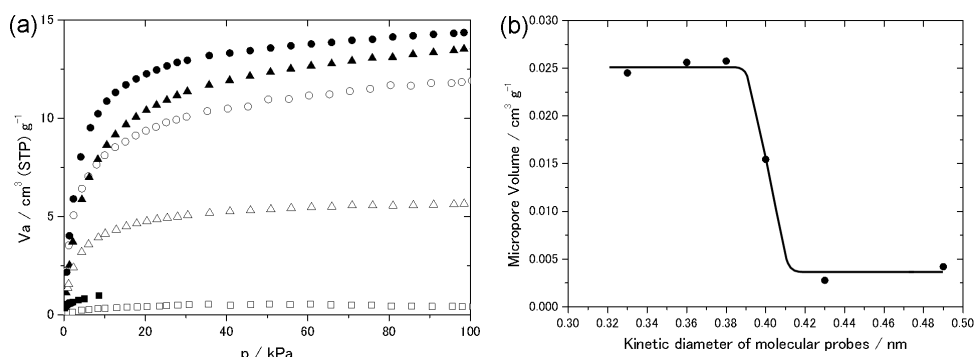 (a)
15
10
5
0
Va / cm³ (STP) g⁻¹
0 20 40 60 80 100
p / kPa
(b)
0.030
0.025
0.020
0.015
0.010
0.005
0.000
Micropore Volume / cm³ g⁻¹
0.30 0.32 0.34 0.36 0.38 0.40 0.42 0.44 0.46 0.48 0.50
Kinetic diameter of molecular probes / nm